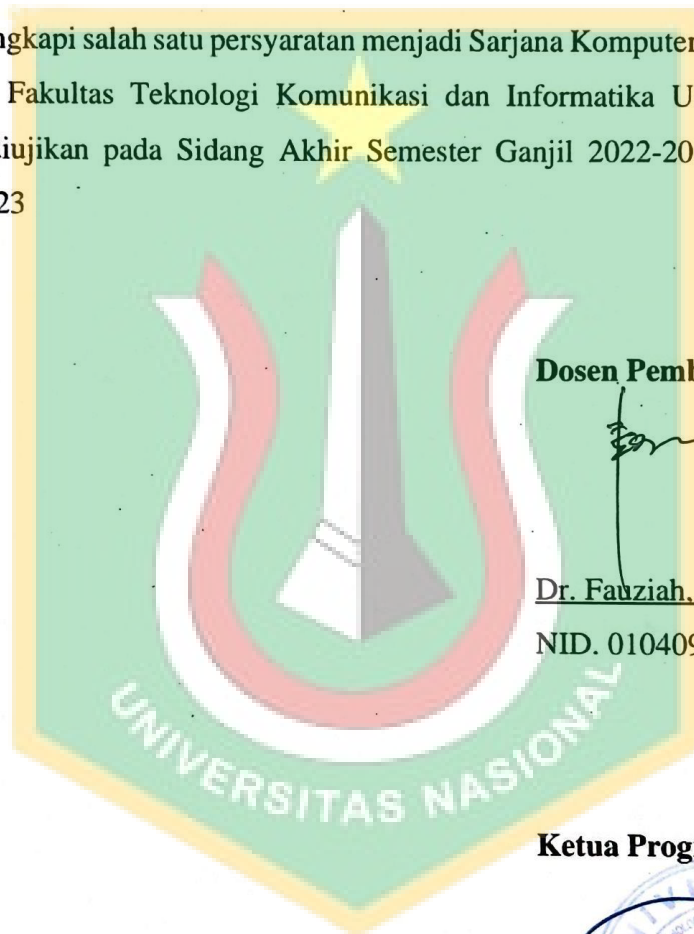 ngkapi salah satu persyaratan menjadi Sarjana Komputer
Fakultas Teknologi Komunikasi dan Informatika U
iujikan pada Sidang Akhir Semester Ganjil 2022-20
23
Dosen Pemb
Dr. Fauziah,
NID. 010409
UNIVERSITAS NASIONAL
Ketua Prog